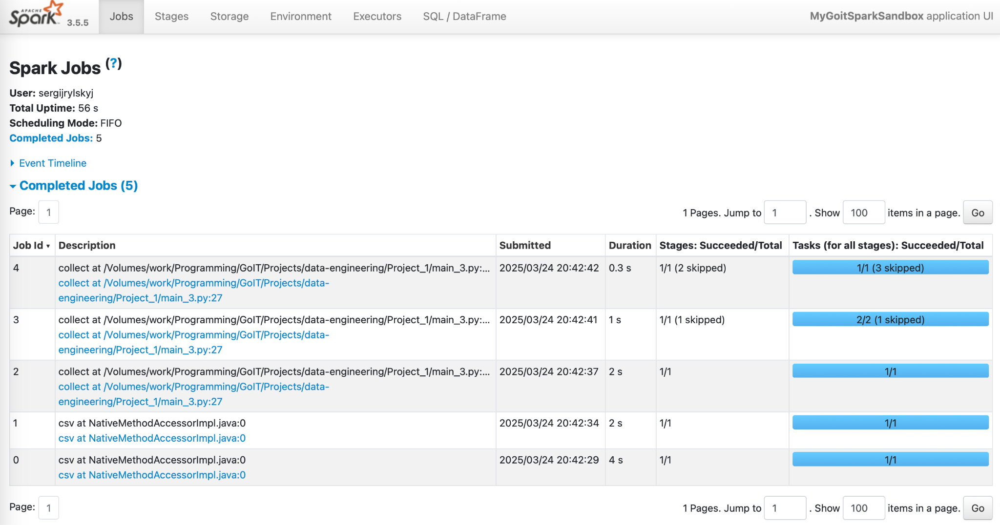 APACHE
Spark 3.5.5
Jobs
Stages
Storage
Environment
Executors
SQL / DataFrame
MyGoitSparkSandbox application UI
Spark Jobs (?)
User: sergijrylskyj
Total Uptime: 56 s
Scheduling Mode: FIFO
Completed Jobs: 5
Event Timeline
Completed Jobs (5)
Page: 1
1 Pages. Jump to 1 . Show 100 items in a page. Go
Job Id ▾ Description Submitted Duration Stages: Succeeded/Total Tasks (for all stages): Succeeded/Total
4 collect at /Volumes/work/Programming/GoIT/Projects/data-engineering/Project_1/main_3.py:... 2025/03/24 20:42:42 0.3 s 1/1 (2 skipped) 1/1 (3 skipped)
collect at /Volumes/work/Programming/GoIT/Projects/data-
engineering/Project_1/main_3.py:27
3 collect at /Volumes/work/Programming/GoIT/Projects/data-engineering/Project_1/main_3.py:... 2025/03/24 20:42:41 1 s 1/1 (1 skipped) 2/2 (1 skipped)
collect at /Volumes/work/Programming/GoIT/Projects/data-
engineering/Project_1/main_3.py:27
2 collect at /Volumes/work/Programming/GoIT/Projects/data-engineering/Project_1/main_3.py:... 2025/03/24 20:42:37 2 s 1/1 1/1
collect at /Volumes/work/Programming/GoIT/Projects/data-
engineering/Project_1/main_3.py:27
1 csv at NativeMethodAccessorImpl.java:0 2025/03/24 20:42:34 2 s 1/1 1/1
csv at NativeMethodAccessorImpl.java:0
0 csv at NativeMethodAccessorImpl.java:0 2025/03/24 20:42:29 4 s 1/1 1/1
csv at NativeMethodAccessorImpl.java:0
Page: 1
1 Pages. Jump to 1 . Show 100 items in a page. Go